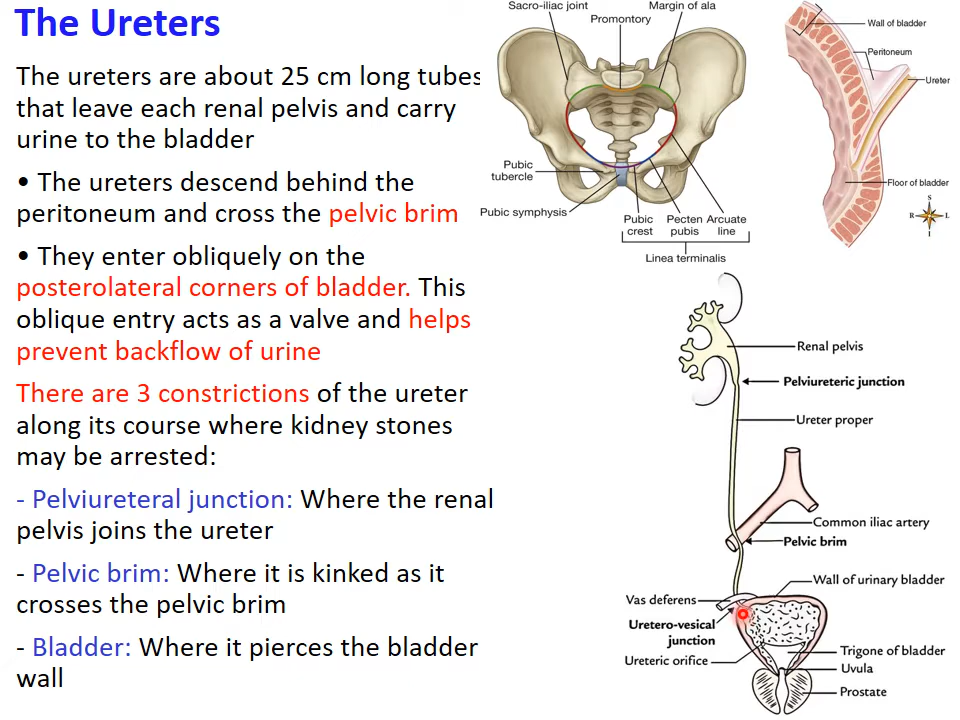 The Ureters
The ureters are about 25 cm long tubes
that leave each renal pelvis and carry
urine to the bladder
• The ureters descend behind the
peritoneum and cross the pelvic brim
• They enter obliquely on the
posterolateral corners of bladder. This
oblique entry acts as a valve and helps
prevent backflow of urine
There are 3 constrictions of the ureter
along its course where kidney stones
may be arrested:
- Pelviureteral junction: Where the renal
pelvis joins the ureter
- Pelvic brim: Where it is kinked as it
crosses the pelvic brim
- Bladder: Where it pierces the bladder
wall
Sacro-iliac joint
Margin of ala
Promontory
Pubic
tubercle
Pubic symphysis
Pubic
crest
Pecten
pubis
Arcuate
line
Linea terminalis
Wall of bladder
Peritoneum
Ureter
Floor of bladder
S
R
L
I
Renal pelvis
Pelviureteric junction
Ureter proper
Common iliac artery
Pelvic brim
Wall of urinary bladder
Vas deferens
Uretero-vesical
junction
Ureteric orifice
Trigone of bladder
Uvula
Prostate